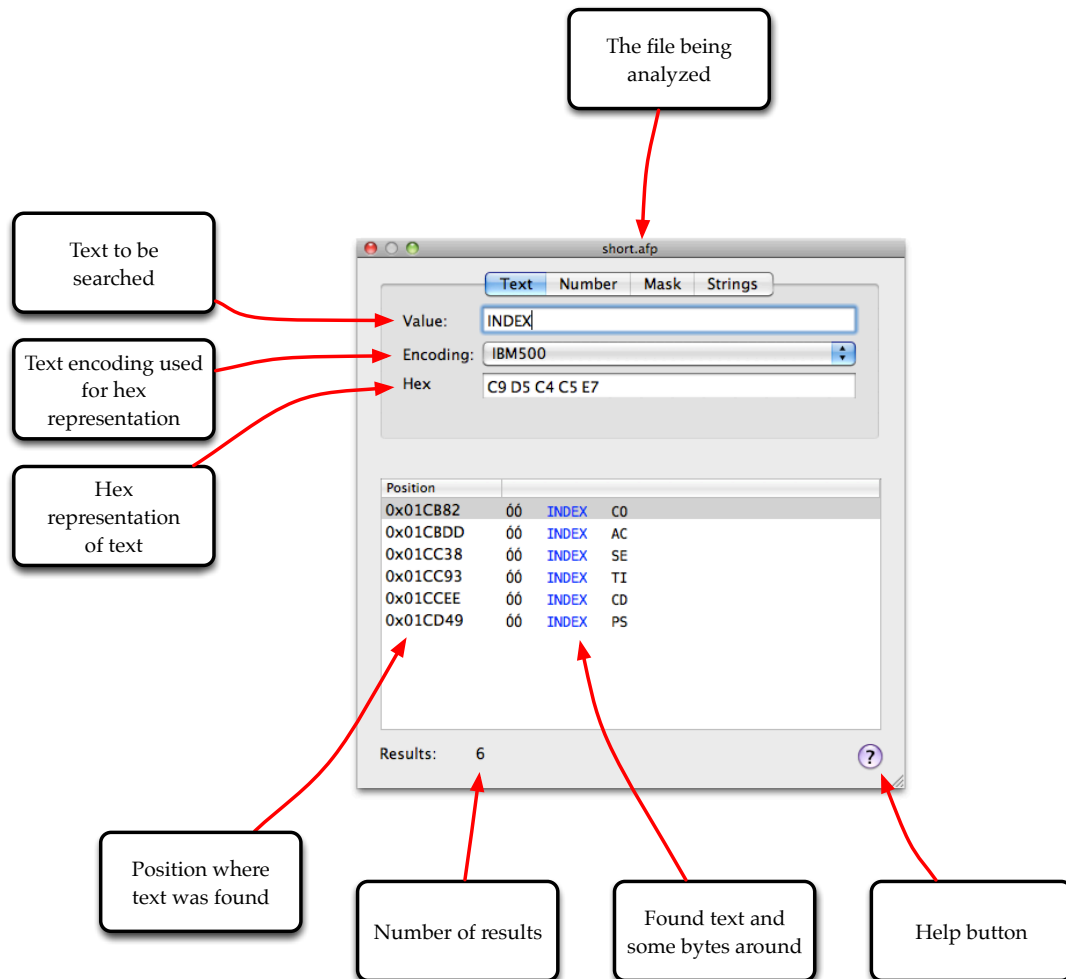 The file being
analyzed
Text to be
searched
short.afp
Text Number Mask Strings
Value: INDEX
Text encoding used
for hex
representation
Encoding: IBM500
Hex C9 D5 C4 C5 E7
Hex
representation
of text
Position
0x01CB82 óó INDEX CO
0x01CBDD óó INDEX AC
0x01CC38 óó INDEX SE
0x01CC93 óó INDEX TI
0x01CCEE óó INDEX CD
0x01CD49 óó INDEX PS
Results: 6 ?
Position where
text was found
Number of results
Found text and
some bytes around
Help button